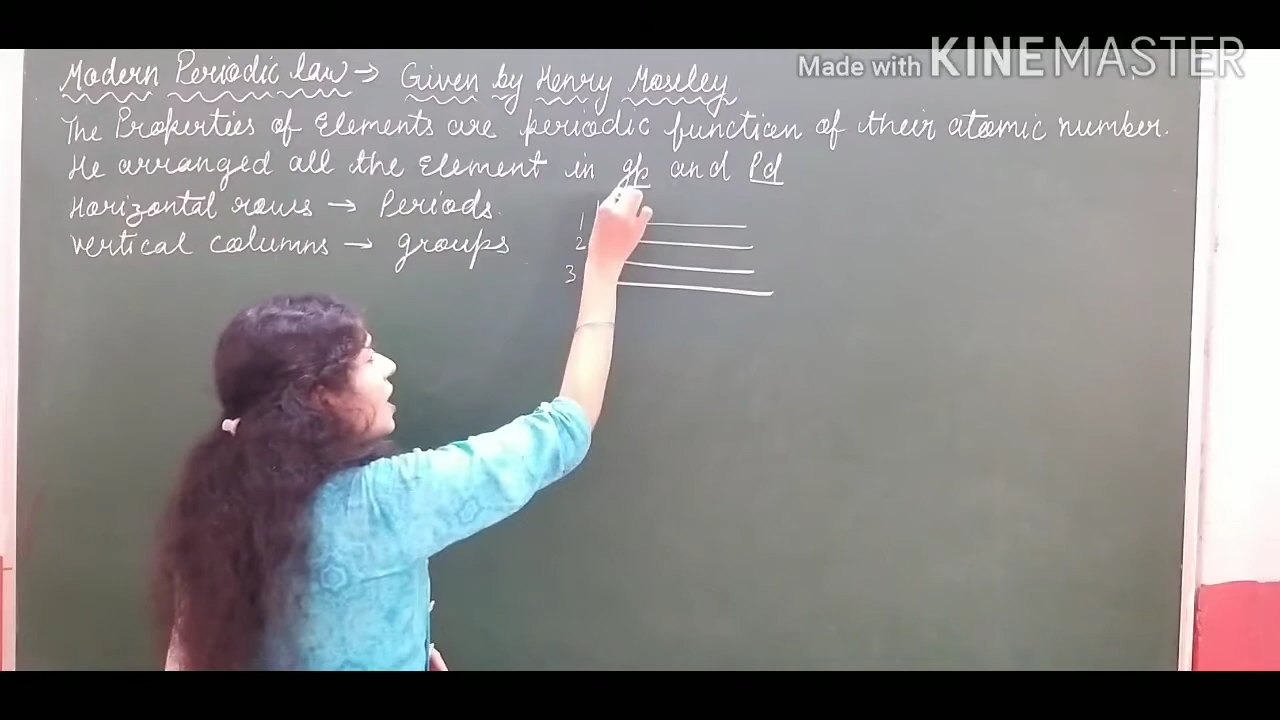 Made with KINEMASTER
Modern Periodic law → Given by Henry Moseley
The Properties of Elements are periodic function of their atomic number.
He arranged all the Element in gp and Pd
Horizontal rows → Periods.
Vertical columns → groups
1
2
3